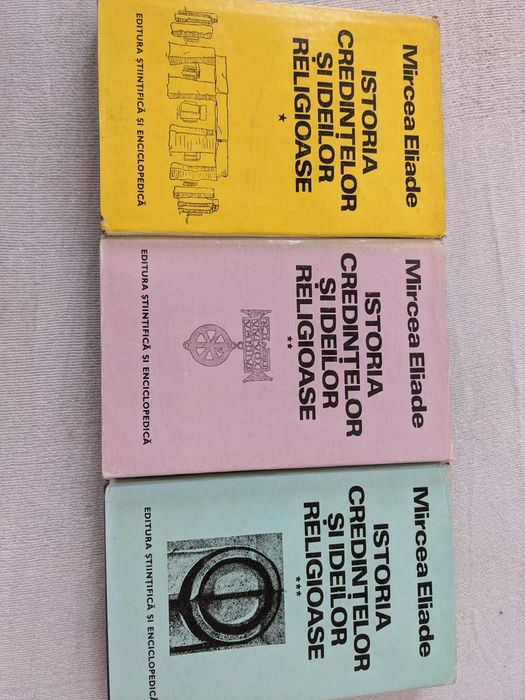 Mircea Eliade
ISTORIA
CREDINȚELOR
ȘI IDEILOR
RELIGIOASE
*
EDITURA ȘTIINȚIFICĂ ȘI ENCICLOPEDICĂ
Mircea Eliade
ISTORIA
CREDINȚELOR
ȘI IDEILOR
RELIGIOASE
**
EDITURA ȘTIINȚIFICĂ ȘI ENCICLOPEDICĂ
Mircea Eliade
ISTORIA
CREDINȚELOR
ȘI IDEILOR
RELIGIOASE
***
EDITURA ȘTIINȚIFICĂ ȘI ENCICLOPEDICĂ